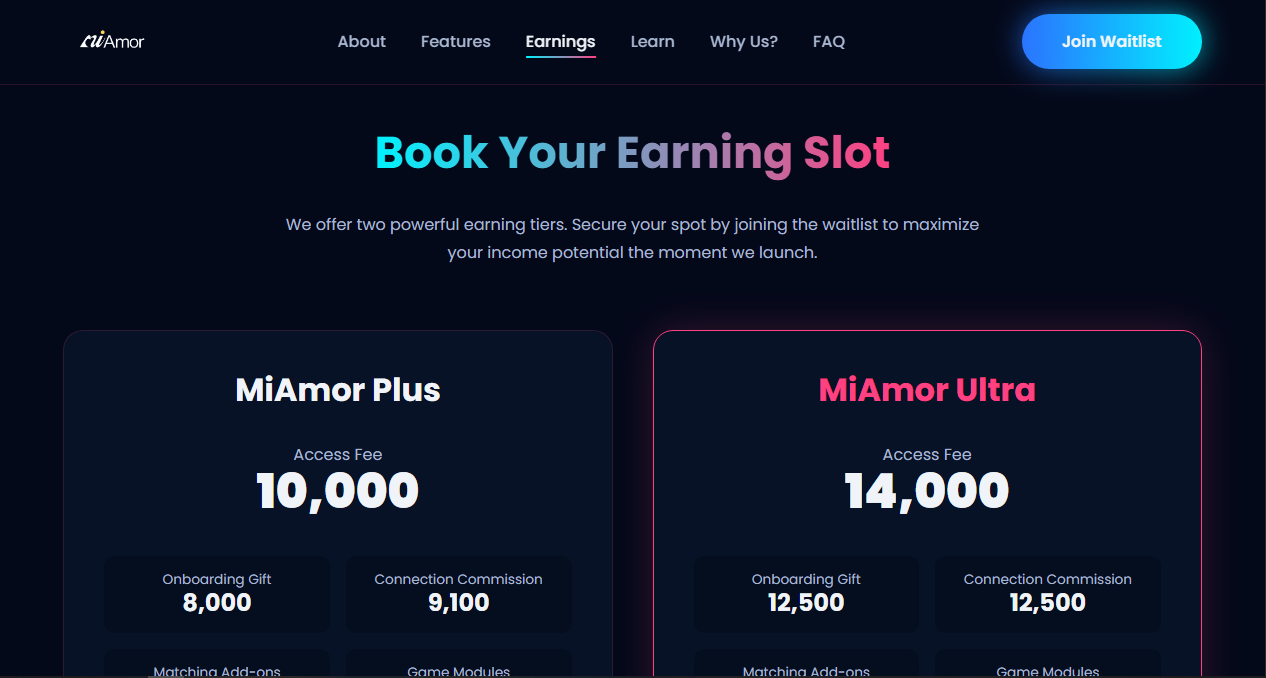 miAmor
About
Features
Earnings
Learn
Why Us?
FAQ
Join Waitlist
Book Your Earning Slot
We offer two powerful earning tiers. Secure your spot by joining the waitlist to maximize
your income potential the moment we launch.
MiAmor Plus
Access Fee
10,000
Onboarding Gift
8,000
Connection Commission
9,100
Matching Add-ons
Game Modules
MiAmor Ultra
Access Fee
14,000
Onboarding Gift
12,500
Connection Commission
12,500
Matching Add-ons
Game Modules